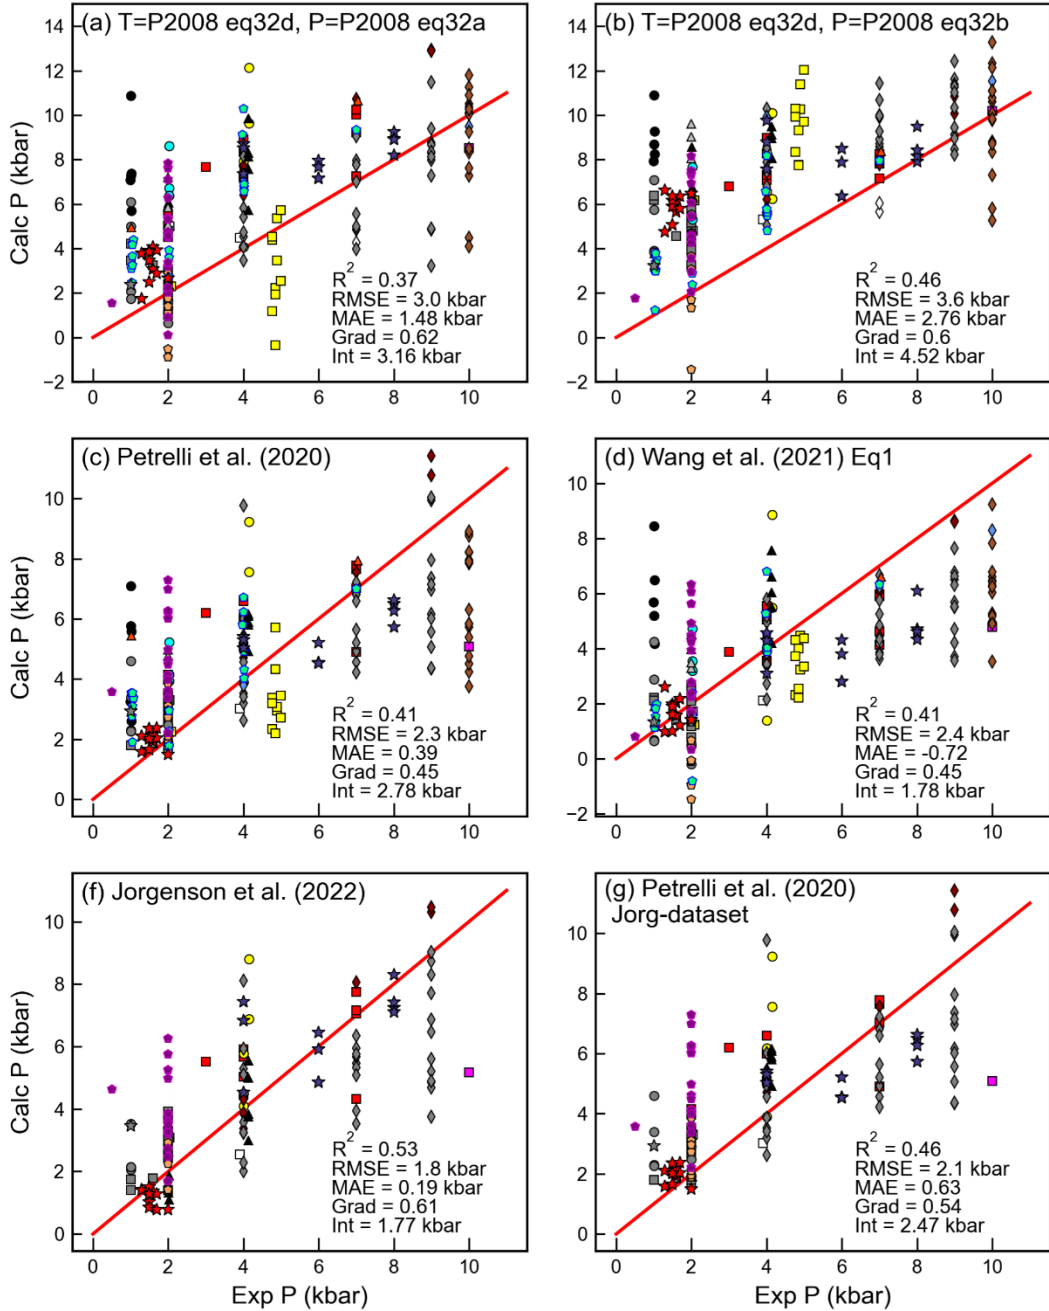 (a) T=P2008 eq32d, P=P2008 eq32a
14
12
10
8
6
4
2
0
−2
Calc P (kbar)
R² = 0.37
RMSE = 3.0 kbar
MAE = 1.48 kbar
Grad = 0.62
Int = 3.16 kbar
0 2 4 6 8 10
(b) T=P2008 eq32d, P=P2008 eq32b
14
12
10
8
6
4
2
0
−2
R² = 0.46
RMSE = 3.6 kbar
MAE = 2.76 kbar
Grad = 0.6
Int = 4.52 kbar
0 2 4 6 8 10
(c) Petrelli et al. (2020)
10
8
6
4
2
0
Calc P (kbar)
R² = 0.41
RMSE = 2.3 kbar
MAE = 0.39
Grad = 0.45
Int = 2.78 kbar
0 2 4 6 8 10
(d) Wang et al. (2021) Eq1
10
8
6
4
2
0
−2
R² = 0.41
RMSE = 2.4 kbar
MAE = -0.72
Grad = 0.45
Int = 1.78 kbar
0 2 4 6 8 10
(f) Jorgenson et al. (2022)
10
8
6
4
2
0
Calc P (kbar)
R² = 0.53
RMSE = 1.8 kbar
MAE = 0.19 kbar
Grad = 0.61
Int = 1.77 kbar
0 2 4 6 8 10
Exp P (kbar)
(g) Petrelli et al. (2020)
Jorg-dataset
10
8
6
4
2
0
R² = 0.46
RMSE = 2.1 kbar
MAE = 0.63
Grad = 0.54
Int = 2.47 kbar
0 2 4 6 8 10
Exp P (kbar)